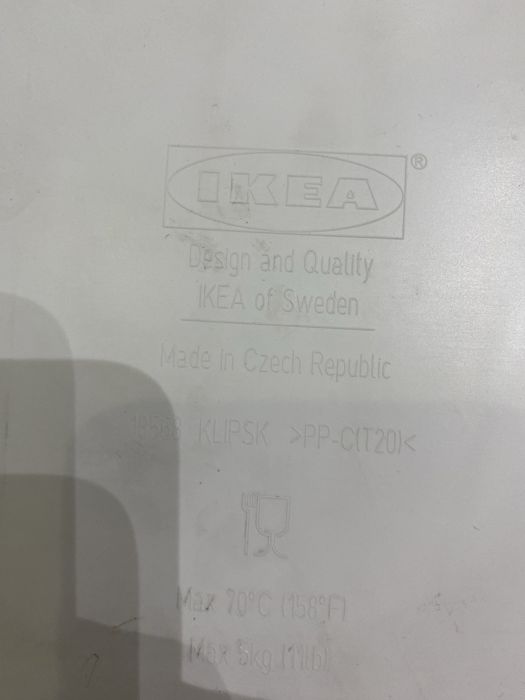 IKEA®
Design and Quality
IKEA of Sweden
Made in Czech Republic
KLIPSK >PP-C(T20)<
Max 70°C (158°F)
Max 5kg (11lb)